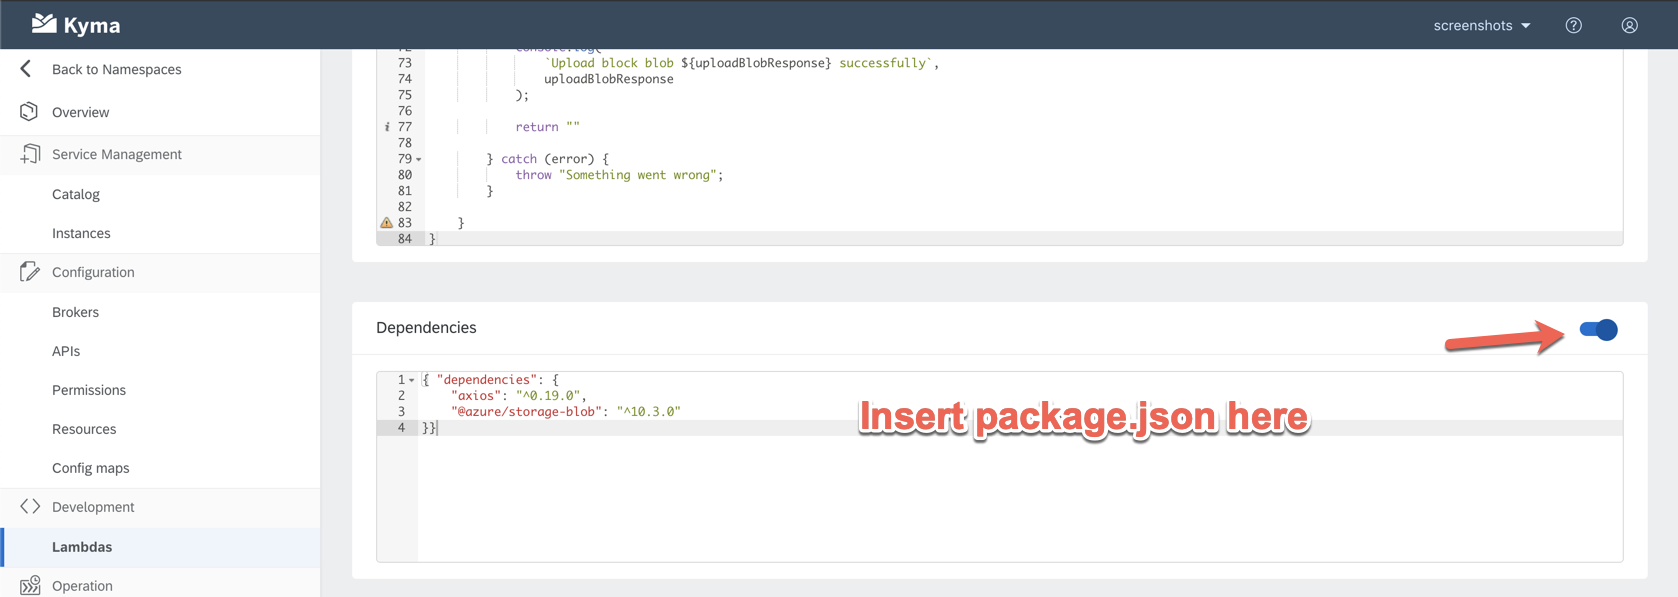 Kyma
screenshots
Back to Namespaces
Overview
Service Management
Catalog
Instances
Configuration
Brokers
APIs
Permissions
Resources
Config maps
Development
Lambdas
Operation
72 console.log(
73 `Upload block blob ${uploadBlobResponse} successfully`,
74 uploadBlobResponse
75 );
76
77 return ""
78
79 } catch (error) {
80 throw "Something went wrong";
81 }
82
83 }
84 }
Dependencies
1 { "dependencies": {
2 "axios": "^0.19.0",
3 "@azure/storage-blob": "^10.3.0"
4 }}
Insert package.json here